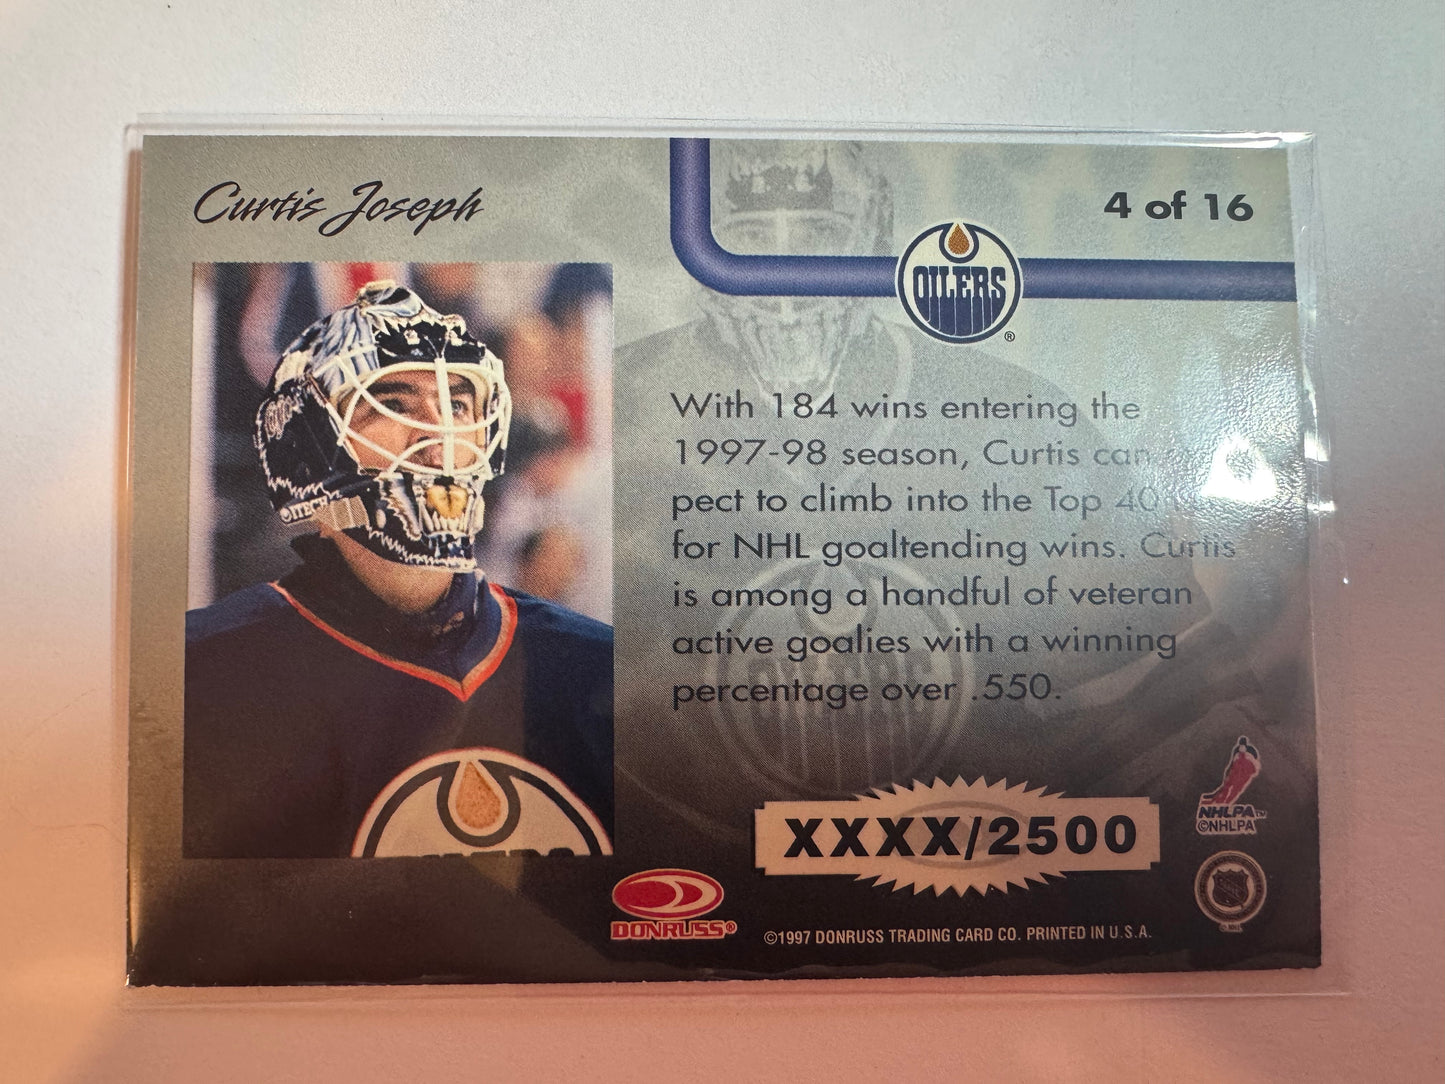 Curtis Joseph
4 of 16
OILERS
®
With 184 wins entering the
1997-98 season, Curtis can
pect to climb into the Top 40
for NHL goaltending wins. Curtis
is among a handful of veteran
active goalies with a winning
percentage over .550.
ITECH
XXXX/2500
NHLPA™
©NHLPA
DONRUSS®
©1997 DONRUSS TRADING CARD CO. PRINTED IN U.S.A.